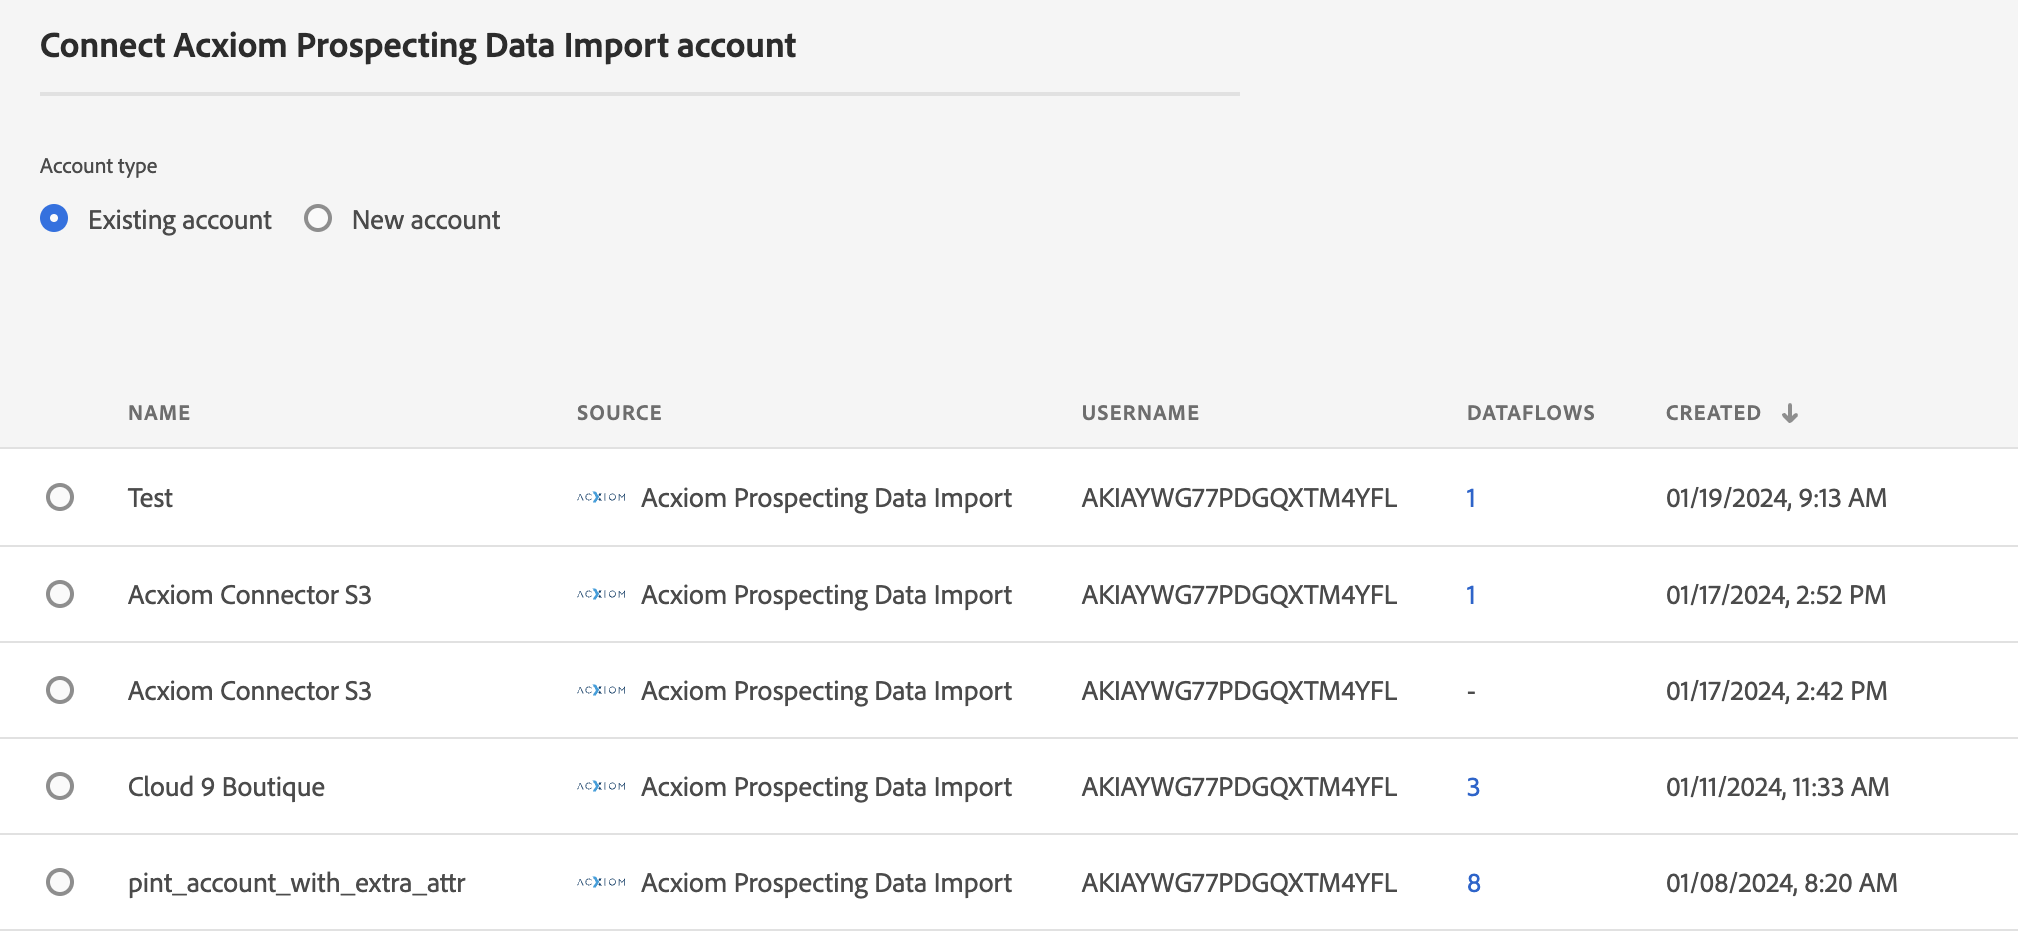 Connect Acxiom Prospecting Data Import account
Account type
Existing account New account
NAME SOURCE USERNAME DATAFLOWS CREATED
Test ACXIOM Acxiom Prospecting Data Import AKIAYWG77PDGQXTM4YFL 1 01/19/2024, 9:13 AM
Acxiom Connector S3 ACXIOM Acxiom Prospecting Data Import AKIAYWG77PDGQXTM4YFL 1 01/17/2024, 2:52 PM
Acxiom Connector S3 ACXIOM Acxiom Prospecting Data Import AKIAYWG77PDGQXTM4YFL - 01/17/2024, 2:42 PM
Cloud 9 Boutique ACXIOM Acxiom Prospecting Data Import AKIAYWG77PDGQXTM4YFL 3 01/11/2024, 11:33 AM
pint_account_with_extra_attr ACXIOM Acxiom Prospecting Data Import AKIAYWG77PDGQXTM4YFL 8 01/08/2024, 8:20 AM